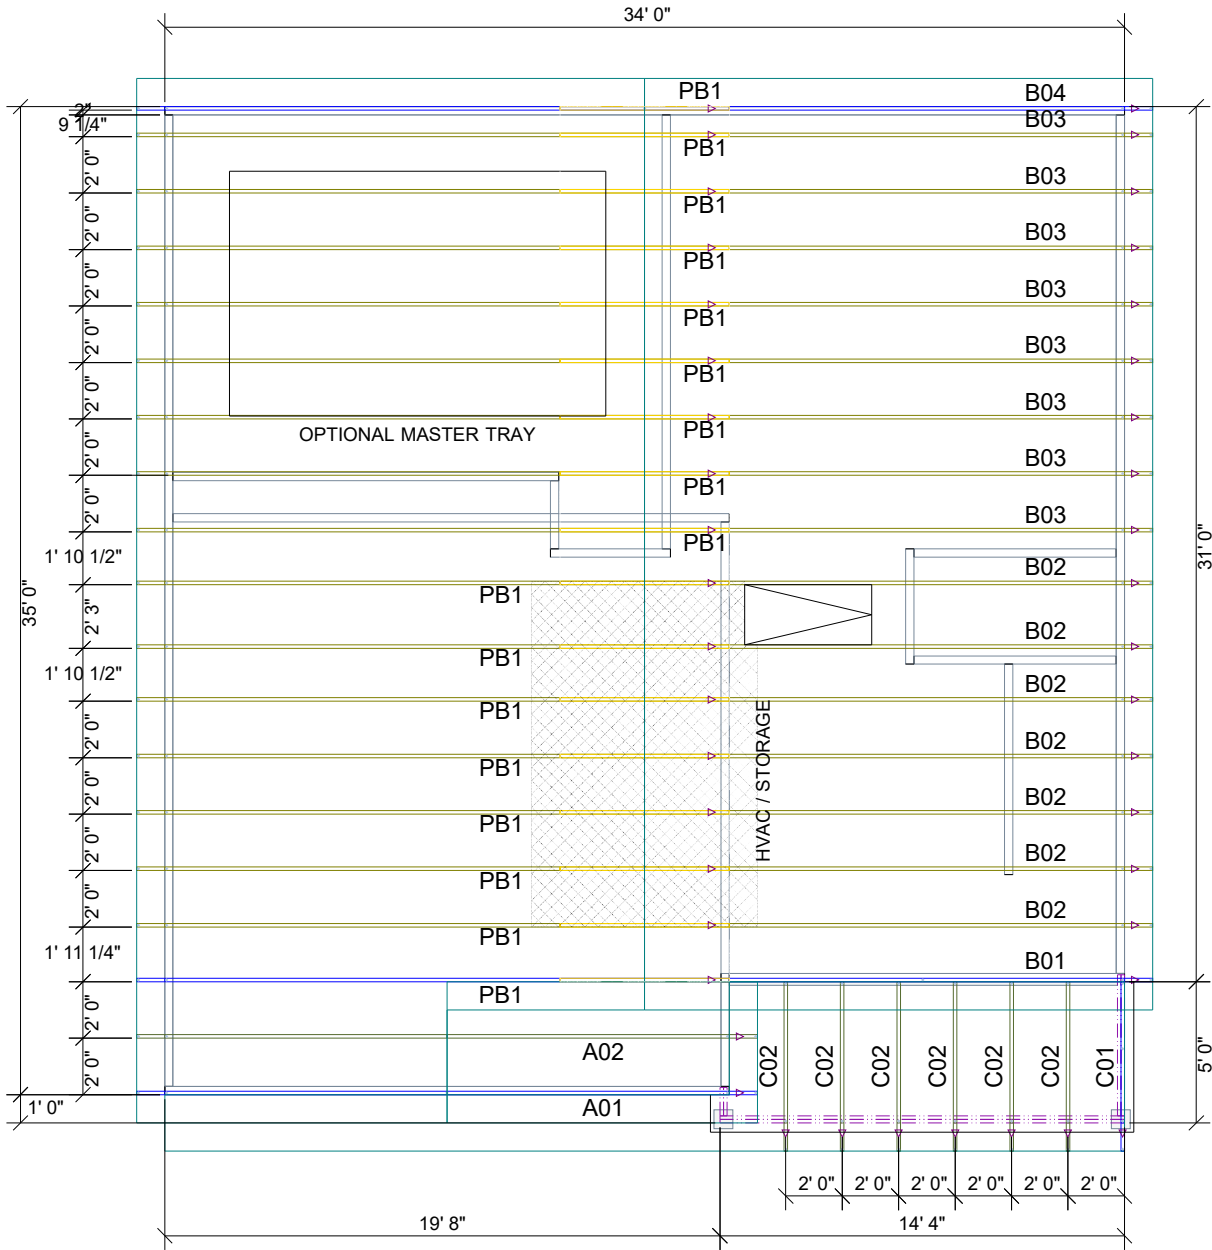 34' 0"
PB1
B04
2"
9 1/4"
B03
PB1
2' 0"
B03
PB1
2' 0"
B03
PB1
2' 0"
B03
PB1
2' 0"
B03
PB1
2' 0"
B03
PB1
OPTIONAL MASTER TRAY
2' 0"
B03
PB1
2' 0"
B03
PB1
1' 10 1/2"
B02
PB1
35' 0"
31' 0"
2' 3"
B02
PB1
1' 10 1/2"
B02
PB1
2' 0"
B02
PB1
HVAC / STORAGE
2' 0"
B02
PB1
2' 0"
B02
PB1
2' 0"
B02
PB1
1' 11 1/4"
B01
PB1
2' 0"
A02
C02
C02
C02
C02
C02
C02
C01
5' 0"
2' 0"
1' 0"
A01
2' 0"
2' 0"
2' 0"
2' 0"
2' 0"
2' 0"
19' 8"
14' 4"